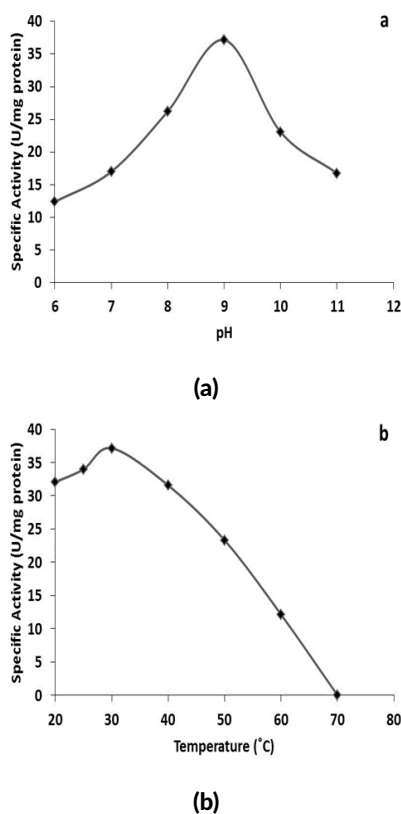 a
Specific Activity (U/mg protein)
40
35
30
25
20
15
10
5
0
6 7 8 9 10 11 12
pH
(a)
b
Specific Activity (U/mg protein)
40
35
30
25
20
15
10
5
0
20 30 40 50 60 70 80
Temperature (˚C)
(b)